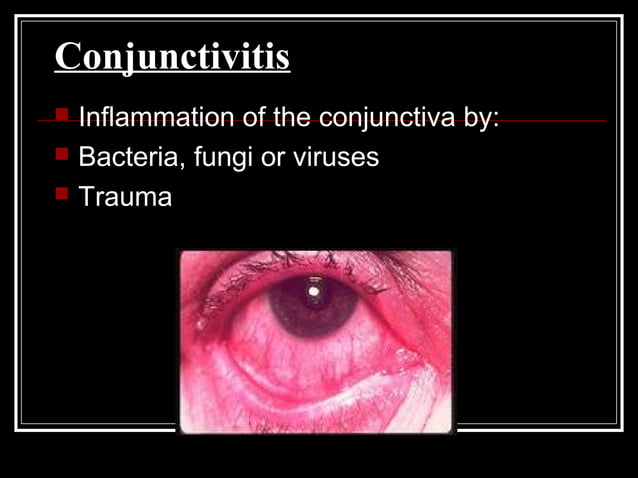 Conjunctivitis
Inflammation of the conjunctiva by:
Bacteria, fungi or viruses
Trauma